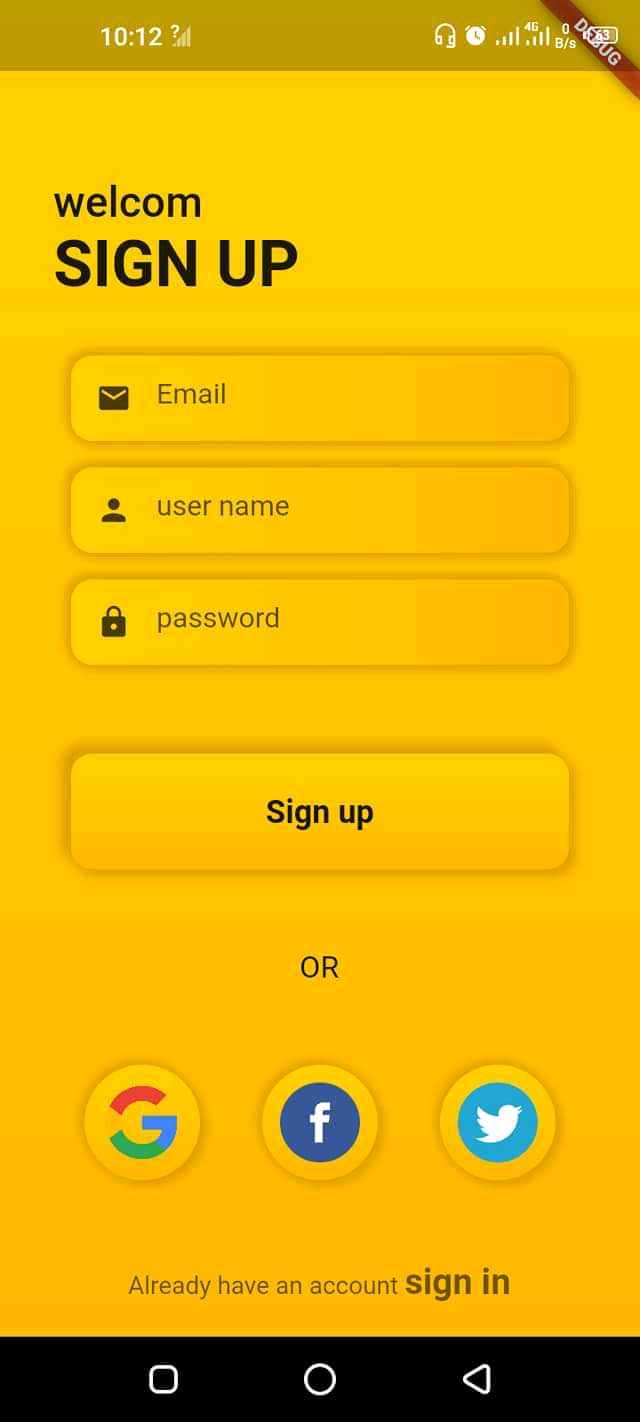 10:12 ? 4G 0 B/s 63
DEBUG
welcom
SIGN UP
Email
user name
password
Sign up
OR
G f
Already have an account sign in